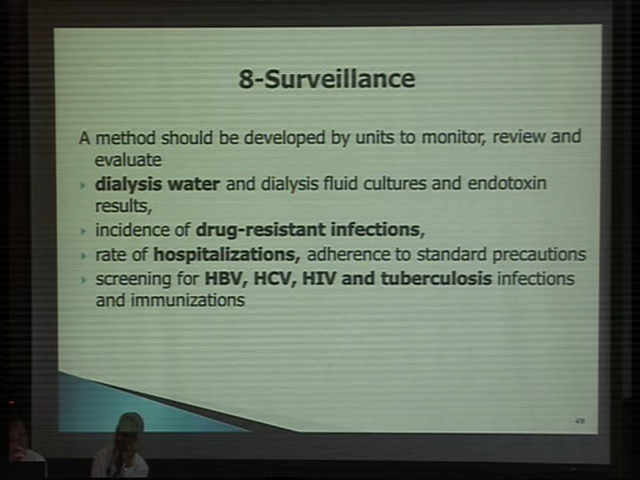 8-Surveillance
A method should be developed by units to monitor, review and
evaluate
dialysis water and dialysis fluid cultures and endotoxin
results,
incidence of drug-resistant infections,
rate of hospitalizations, adherence to standard precautions
screening for HBV, HCV, HIV and tuberculosis infections
and immunizations
49